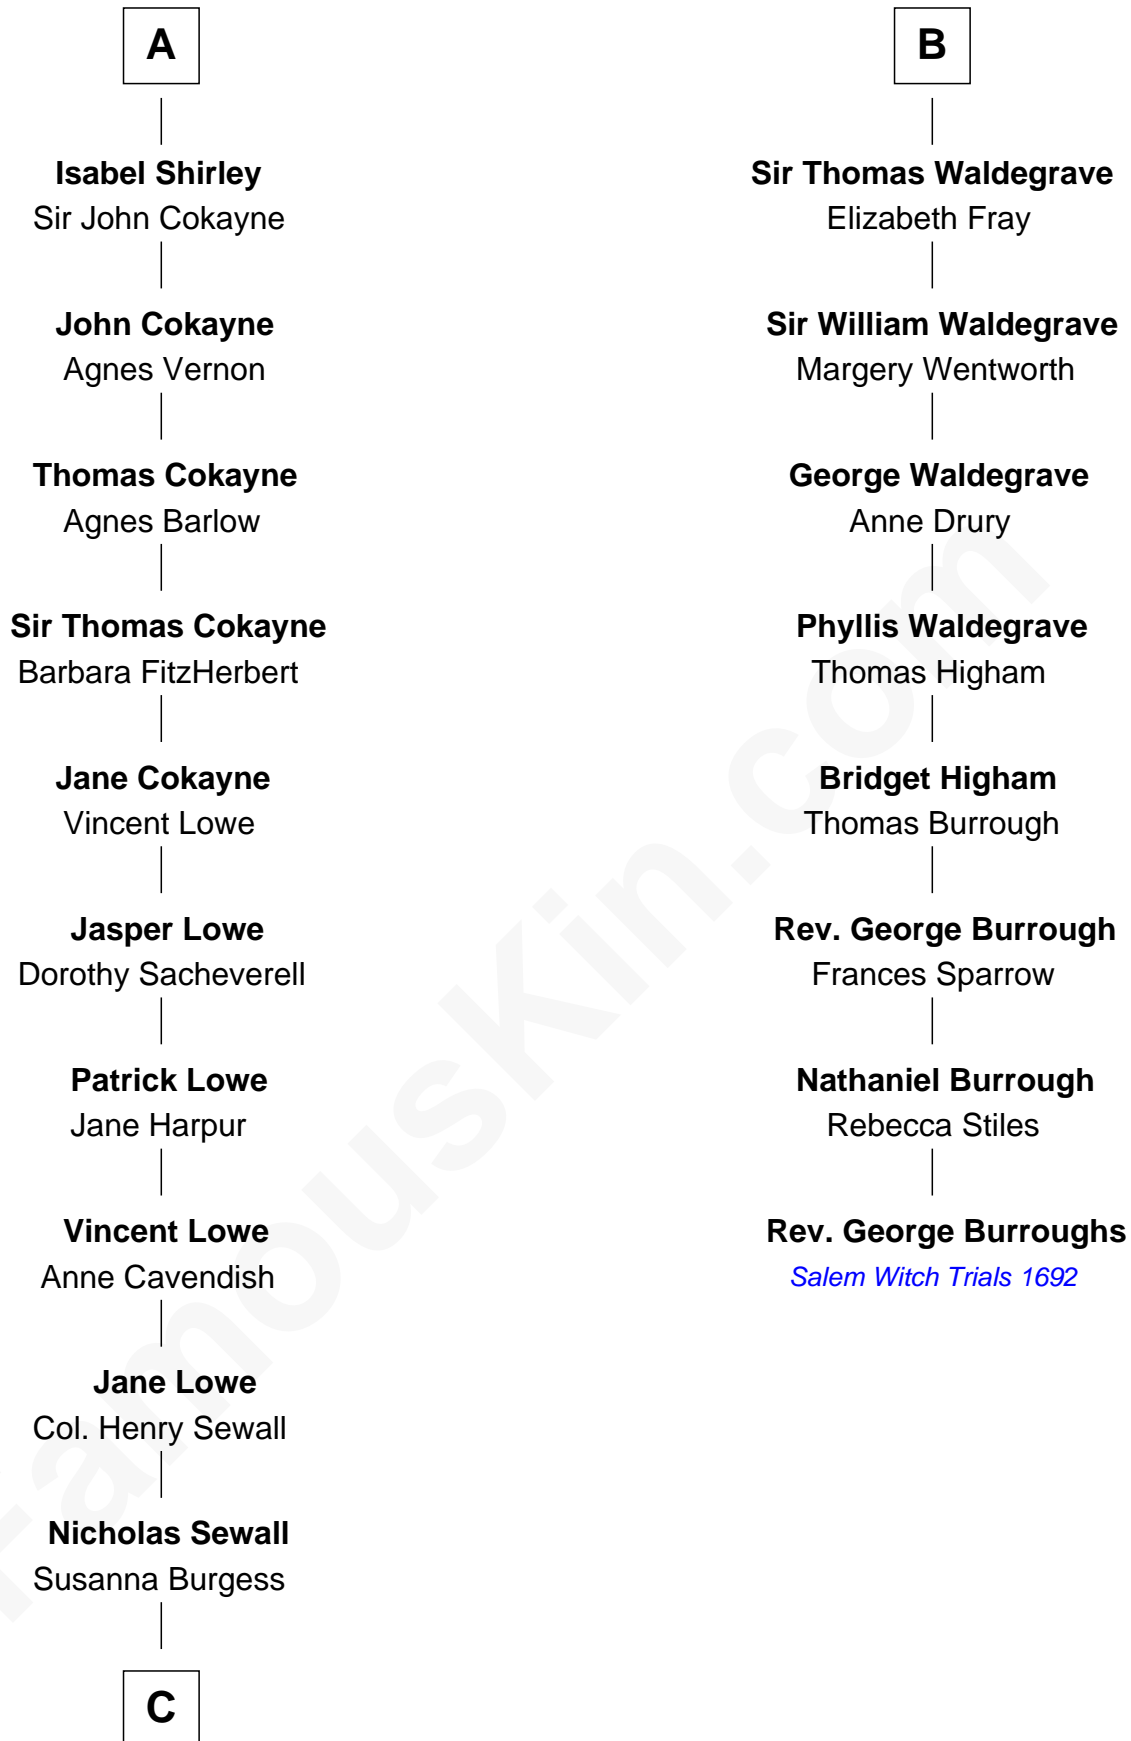 A
Isabel Shirley
Sir John Cokayne
John Cokayne
Agnes Vernon
Thomas Cokayne
Agnes Barlow
Sir Thomas Cokayne
Barbara FitzHerbert
Jane Cokayne
Vincent Lowe
Jasper Lowe
Dorothy Sacheverell
Patrick Lowe
Jane Harpur
Vincent Lowe
Anne Cavendish
Jane Lowe
Col. Henry Sewall
Nicholas Sewall
Susanna Burgess
C
B
Sir Thomas Waldegrave
Elizabeth Fray
Sir William Waldegrave
Margery Wentworth
George Waldegrave
Anne Drury
Phyllis Waldegrave
Thomas Higham
Bridget Higham
Thomas Burrough
Rev. George Burrough
Frances Sparrow
Nathaniel Burrough
Rebecca Stiles
Rev. George Burroughs
Salem Witch Trials 1692
FamousKin.com